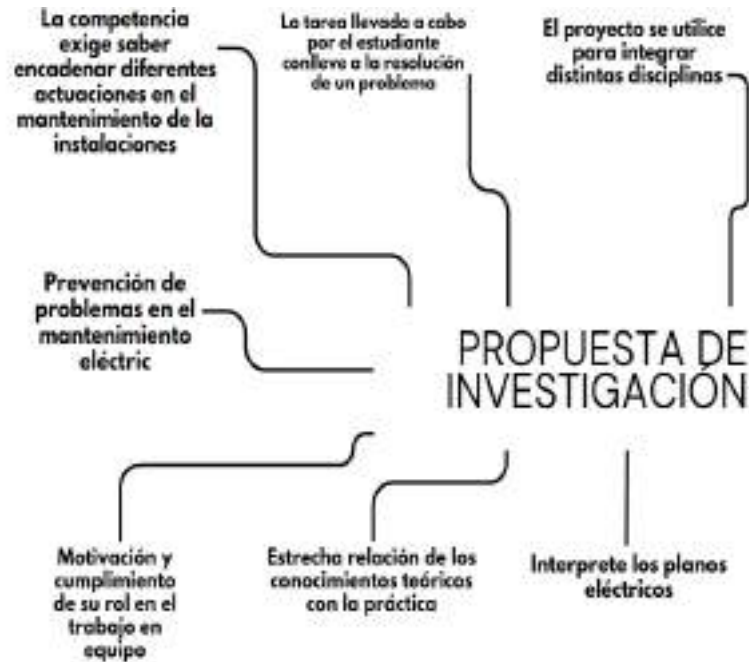 La competencia
exige saber
encadenar diferentes
actuaciones en el
mantenimiento de la
instalaciones
La tarea llevada a cabo
por el estudiante
conlleve a la resolución
de un problema
El proyecto se utilice
para integrar
distintas disciplinas
Prevención de
problemas en el
mantenimiento
eléctric
PROPUESTA DE
INVESTIGACIÓN
Motivación y
cumplimiento
de su rol en el
trabajo en
equipo
Estrecha relación de los
conocimientos teóricos
con la práctica
Interprete los planos
eléctricos